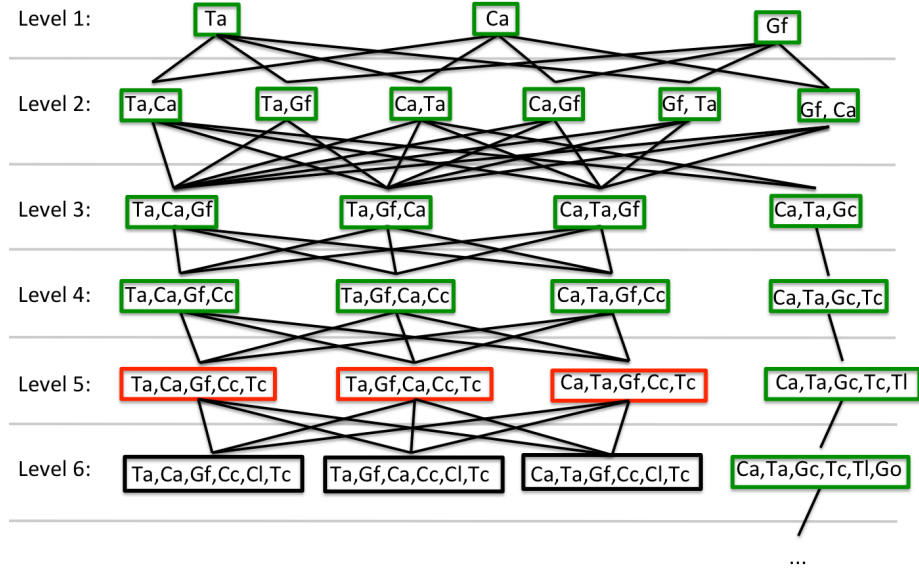 Level 1: Ta Ca Gf
Level 2: Ta,Ca Ta,Gf Ca,Ta Ca,Gf Gf, Ta Gf, Ca
Level 3: Ta,Ca,Gf Ta,Gf,Ca Ca,Ta,Gf Ca,Ta,Gc
Level 4: Ta,Ca,Gf,Cc Ta,Gf,Ca,Cc Ca,Ta,Gf,Cc Ca,Ta,Gc,Tc
Level 5: Ta,Ca,Gf,Cc,Tc Ta,Gf,Ca,Cc,Tc Ca,Ta,Gf,Cc,Tc Ca,Ta,Gc,Tc,Tl
Level 6: Ta,Ca,Gf,Cc,Cl,Tc Ta,Gf,Ca,Cc,Cl,Tc Ca,Ta,Gf,Cc,Cl,Tc Ca,Ta,Gc,Tc,Tl,Go
...